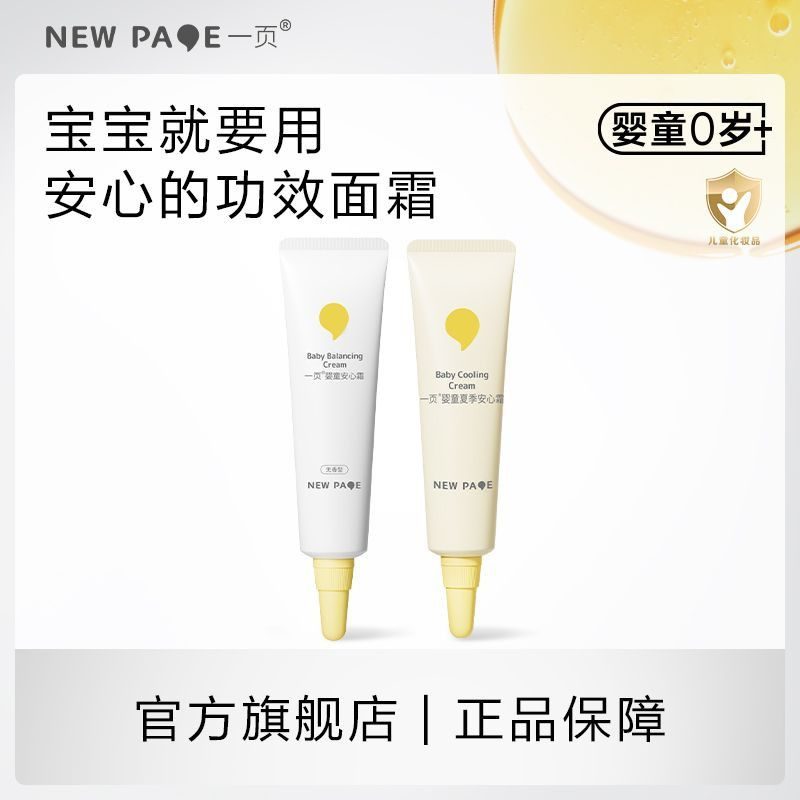 NEW PAGE一页®
宝宝就要用
安心的功效面霜
婴童0岁+
儿童化妆品
Baby Balancing
Cream
一页®婴童安心霜
无香型
NEW PAGE
Baby Cooling
Cream
一页®婴童夏季安心霜
NEW PAGE
官方旗舰店|正品保障